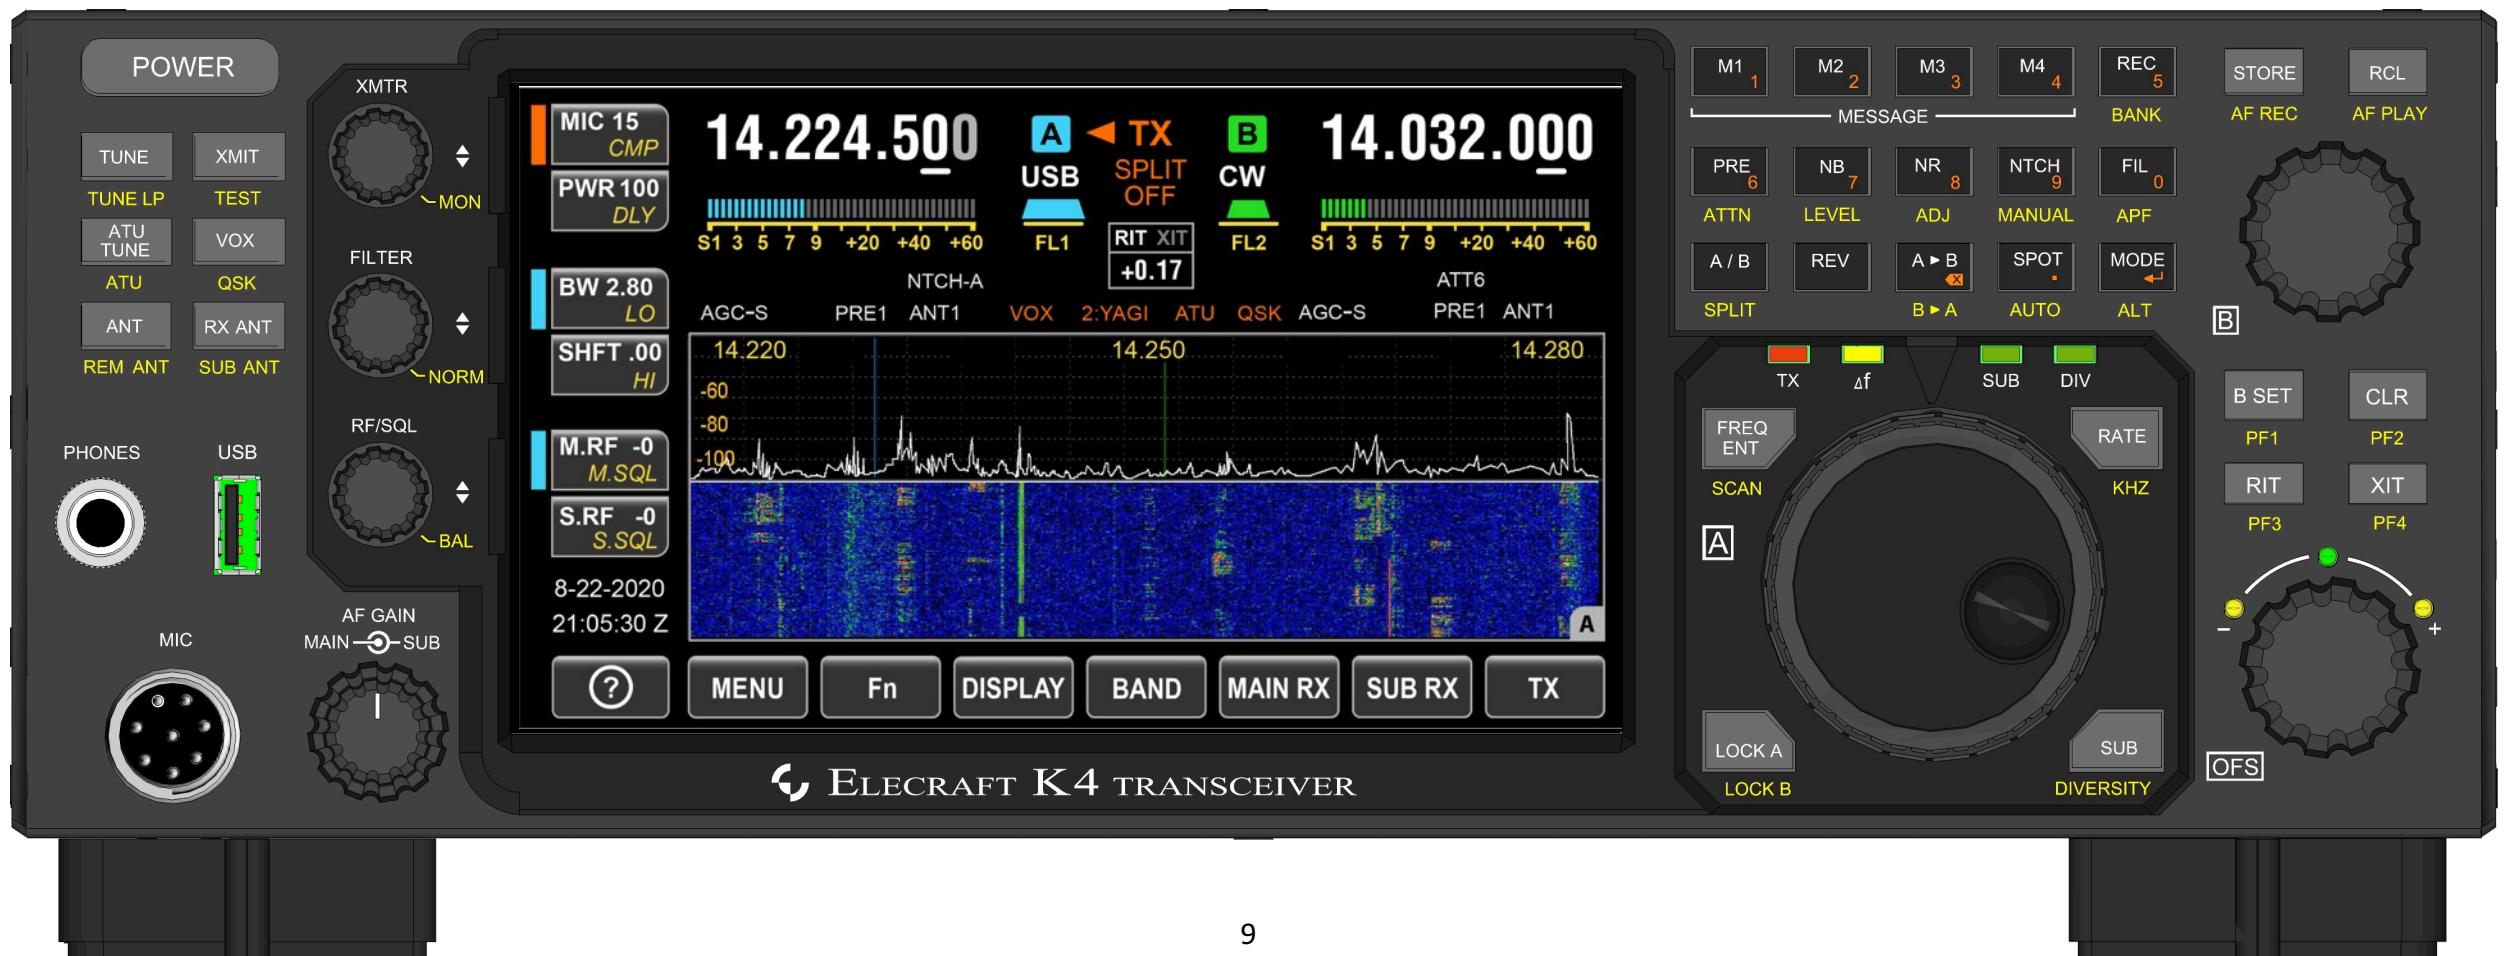 POWER
TUNE
TUNE LP
XMIT
TEST
ATU
TUNE
ATU
VOX
QSK
ANT
REM ANT
RX ANT
SUB ANT
PHONES
USB
MIC
XMTR
MON
FILTER
NORM
RF/SQL
BAL
AF GAIN
MAIN SUB
MIC 15
CMP
PWR 100
DLY
BW 2.80
LO
SHFT .00
HI
M.RF -0
M.SQL
S.RF -0
S.SQL
8-22-2020
21:05:30 Z
14.224.500
A ◄ TX B
14.032.000
USB
SPLIT
OFF
CW
S1 3 5 7 9 +20 +40 +60
FL1
RIT XIT
+0.17
FL2
S1 3 5 7 9 +20 +40 +60
NTCH-A
ATT6
AGC-S PRE1 ANT1 VOX 2:YAGI ATU QSK AGC-S PRE1 ANT1
14.220 14.250 14.280
-60
-80
-100
A
? MENU Fn DISPLAY BAND MAIN RX SUB RX TX
ELECRAFT K4 TRANSCEIVER
M1 1
M2 2
M3 3
M4 4
REC 5
MESSAGE
BANK
PRE 6
NB 7
NR 8
NTCH 9
FIL 0
ATTN LEVEL ADJ MANUAL APF
A / B
REV
A ► B
SPOT .
MODE
SPLIT B ► A AUTO ALT
TX Δf SUB DIV
FREQ
ENT
SCAN
RATE
KHZ
A
LOCK A
LOCK B
SUB
DIVERSITY
STORE
AF REC
RCL
AF PLAY
B
B SET
PF1
CLR
PF2
RIT
PF3
XIT
PF4
− +
OFS
9